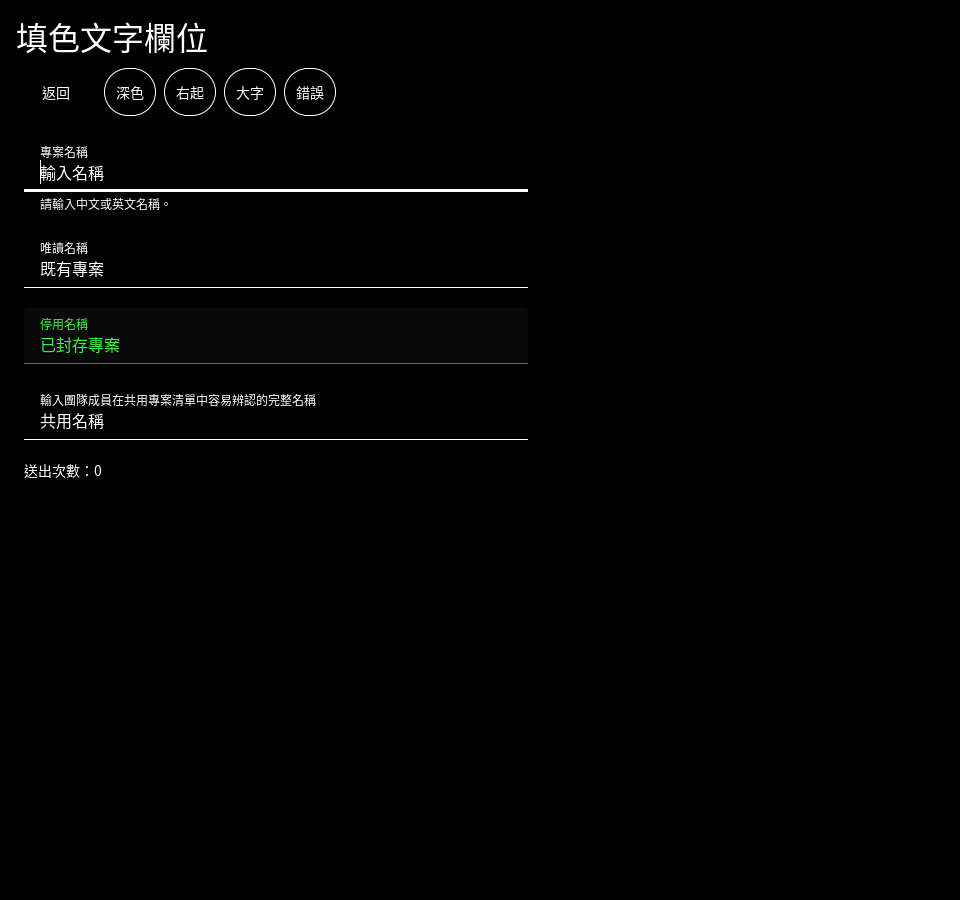 填色文字欄位
返回 深色 右起 大字 錯誤
專案名稱
輸入名稱
請輸入中文或英文名稱。
唯讀名稱
既有專案
停用名稱
已封存專案
輸入團隊成員在共用專案清單中容易辨認的完整名稱
共用名稱
送出次數：0